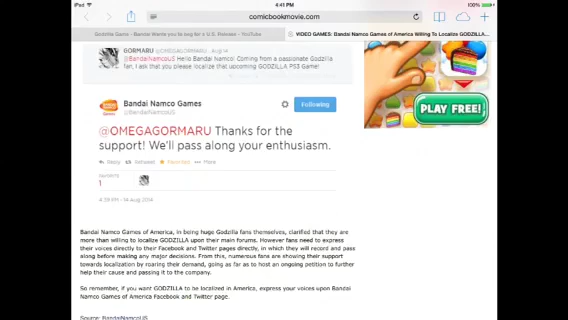 iPad
4:41 PM
100%
comicbookmovie.com
Godzilla Game - Bandai Wants you to beg for a U.S. Release - YouTube
VIDEO GAMES: Bandai Namco Games of America Willing To Localize GODZILLA...
GORMARU @OMEGAGORMARU · Aug 14
@BandaiNamcoUS Hello Bandai Namco! Coming from a passionate Godzilla
fan, I ask that you please localize that upcoming GODZILLA PS3 Game!
Bandai Namco Games
@BandaiNamcoUS
Following
@OMEGAGORMARU Thanks for the
support! We'll pass along your enthusiasm.
Reply Retweet Favorited More
FAVORITE
1
4:39 PM - 14 Aug 2014
PLAY FREE!
Bandai Namco Games of America, in being huge Godzilla fans themselves, clarified that they are
more than willing to localize GODZILLA upon their main forums. However fans need to express
their voices directly to their Facebook and Twitter pages directly, in which they will record and pass
along before making any major decisions. From this, numerous fans are showing their support
towards localization by roaring their demand, going as far as to host an ongoing petition to further
help their cause and passing it to the company.
So remember, if you want GODZILLA to be localized in America, express your voices upon Bandai
Namco Games of America Facebook and Twitter page.
Source: BandaiNamcoUS